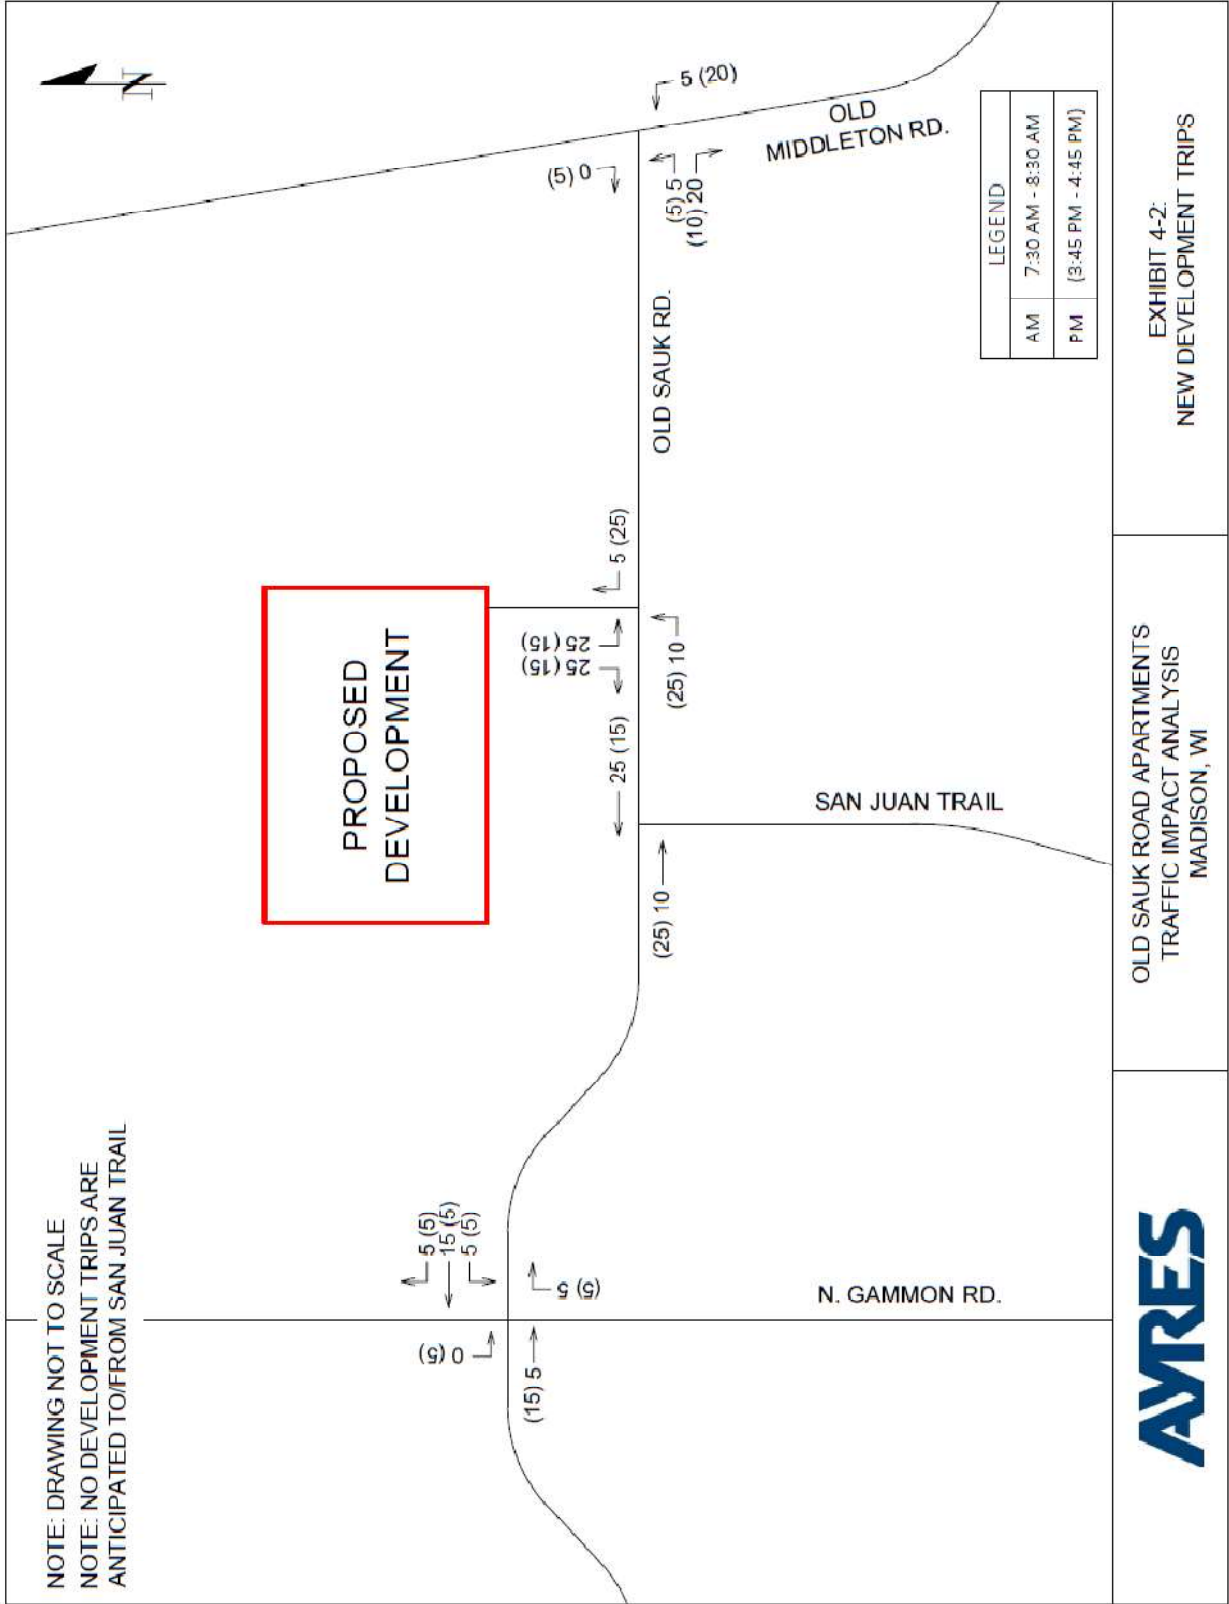 NOTE: DRAWING NOT TO SCALE
NOTE: NO DEVELOPMENT TRIPS ARE
ANTICIPATED TO/FROM SAN JUAN TRAIL
N
PROPOSED
DEVELOPMENT
0 (5)
5 (5)
15 (5)
5 (5)
(15) 5
5 (5)
N. GAMMON RD.
(25) 10
25 (15)
SAN JUAN TRAIL
25 (15)
25 (15)
5 (25)
(25) 10
OLD SAUK RD.
(5) 0
(5) 5
(10) 20
5 (20)
OLD
MIDDLETON RD.
LEGEND
AM 7:30 AM - 8:30 AM
PM (3:45 PM - 4:45 PM)
AYRES
OLD SAUK ROAD APARTMENTS
TRAFFIC IMPACT ANALYSIS
MADISON, WI
EXHIBIT 4-2:
NEW DEVELOPMENT TRIPS